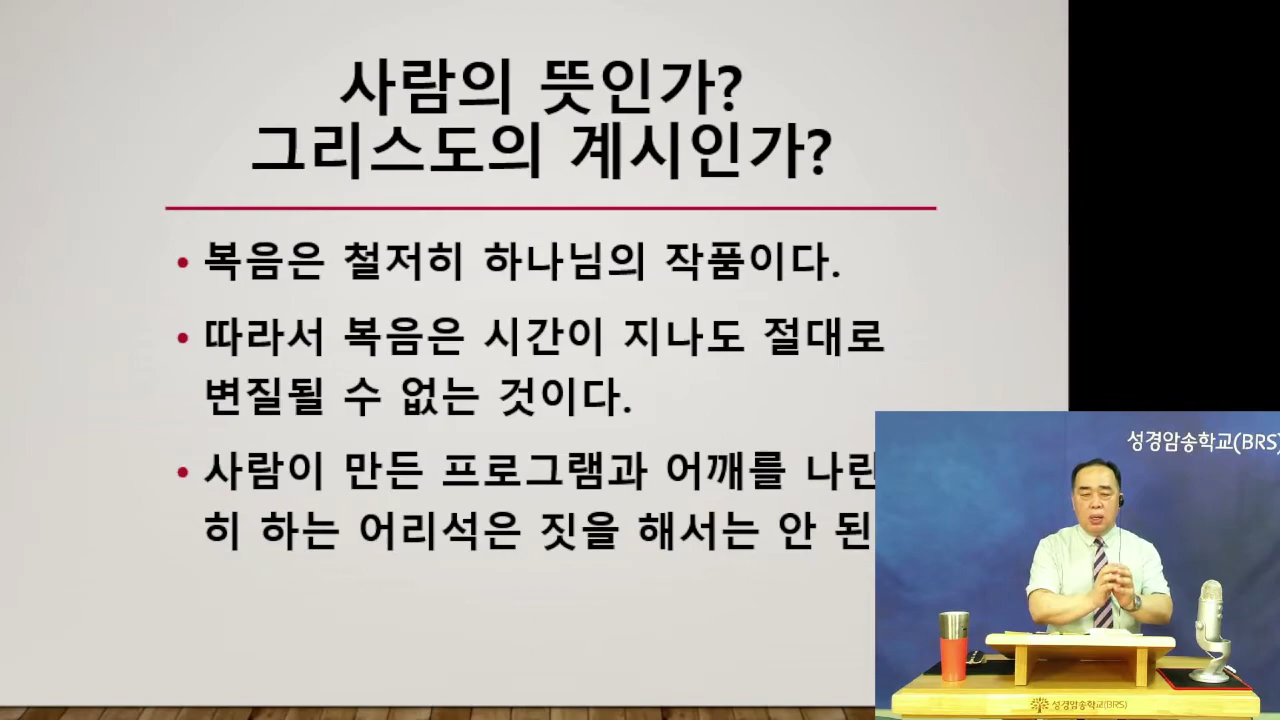 사람의 뜻인가?
그리스도의 계시인가?
• 복음은 철저히 하나님의 작품이다.
• 따라서 복음은 시간이 지나도 절대로
변질될 수 없는 것이다.
• 사람이 만든 프로그램과 어깨를 나란
히 하는 어리석은 짓을 해서는 안 된
성경암송학교(BRS)
성경암송학교(BRS)